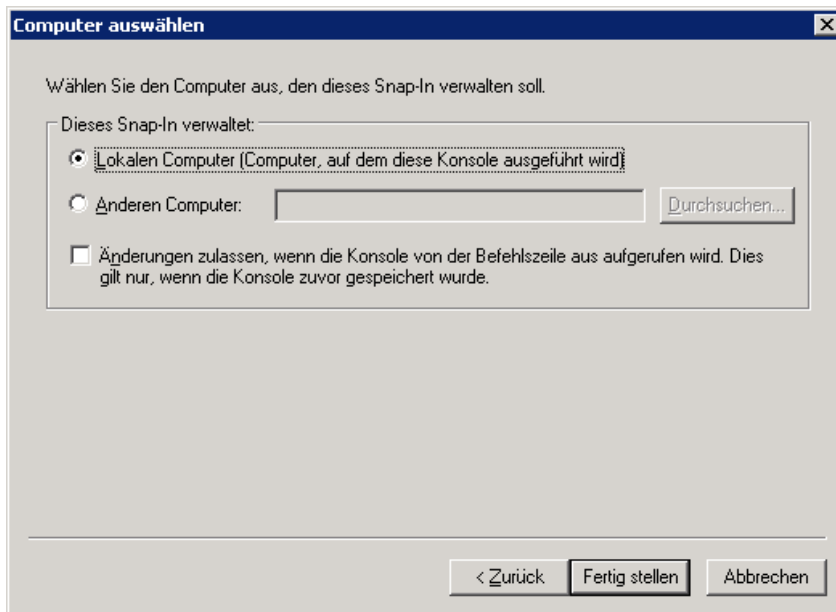 Computer auswählen
Wählen Sie den Computer aus, den dieses Snap-In verwalten soll.
Dieses Snap-In verwaltet:
Lokalen Computer (Computer, auf dem diese Konsole ausgeführt wird)
Anderen Computer:
Durchsuchen...
Änderungen zulassen, wenn die Konsole von der Befehlszeile aus aufgerufen wird. Dies
gilt nur, wenn die Konsole zuvor gespeichert wurde.
< Zurück
Fertig stellen
Abbrechen